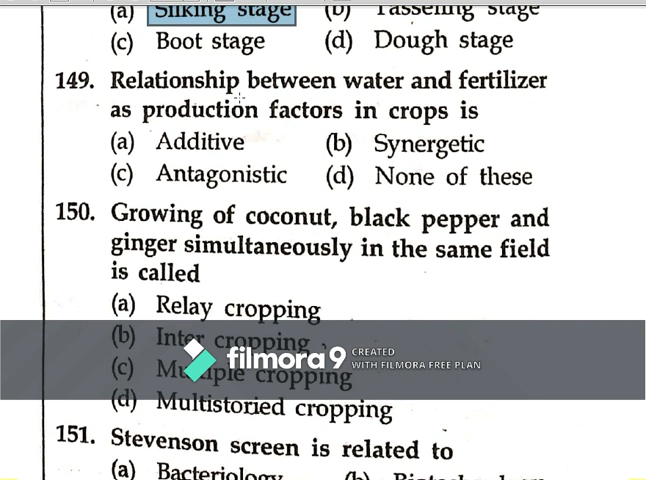 (a) Silking stage (b) Tasseling stage
(c) Boot stage (d) Dough stage
149. Relationship between water and fertilizer
as production factors in crops is
(a) Additive (b) Synergetic
(c) Antagonistic (d) None of these
150. Growing of coconut, black pepper and
ginger simultaneously in the same field
is called
(a) Relay cropping
(b) Inter cropping
(c) Multiple cropping
filmora9 CREATED
WITH FILMORA FREE PLAN
(d) Multistoried cropping
151. Stevenson screen is related to
(a) Bacteriology (b)